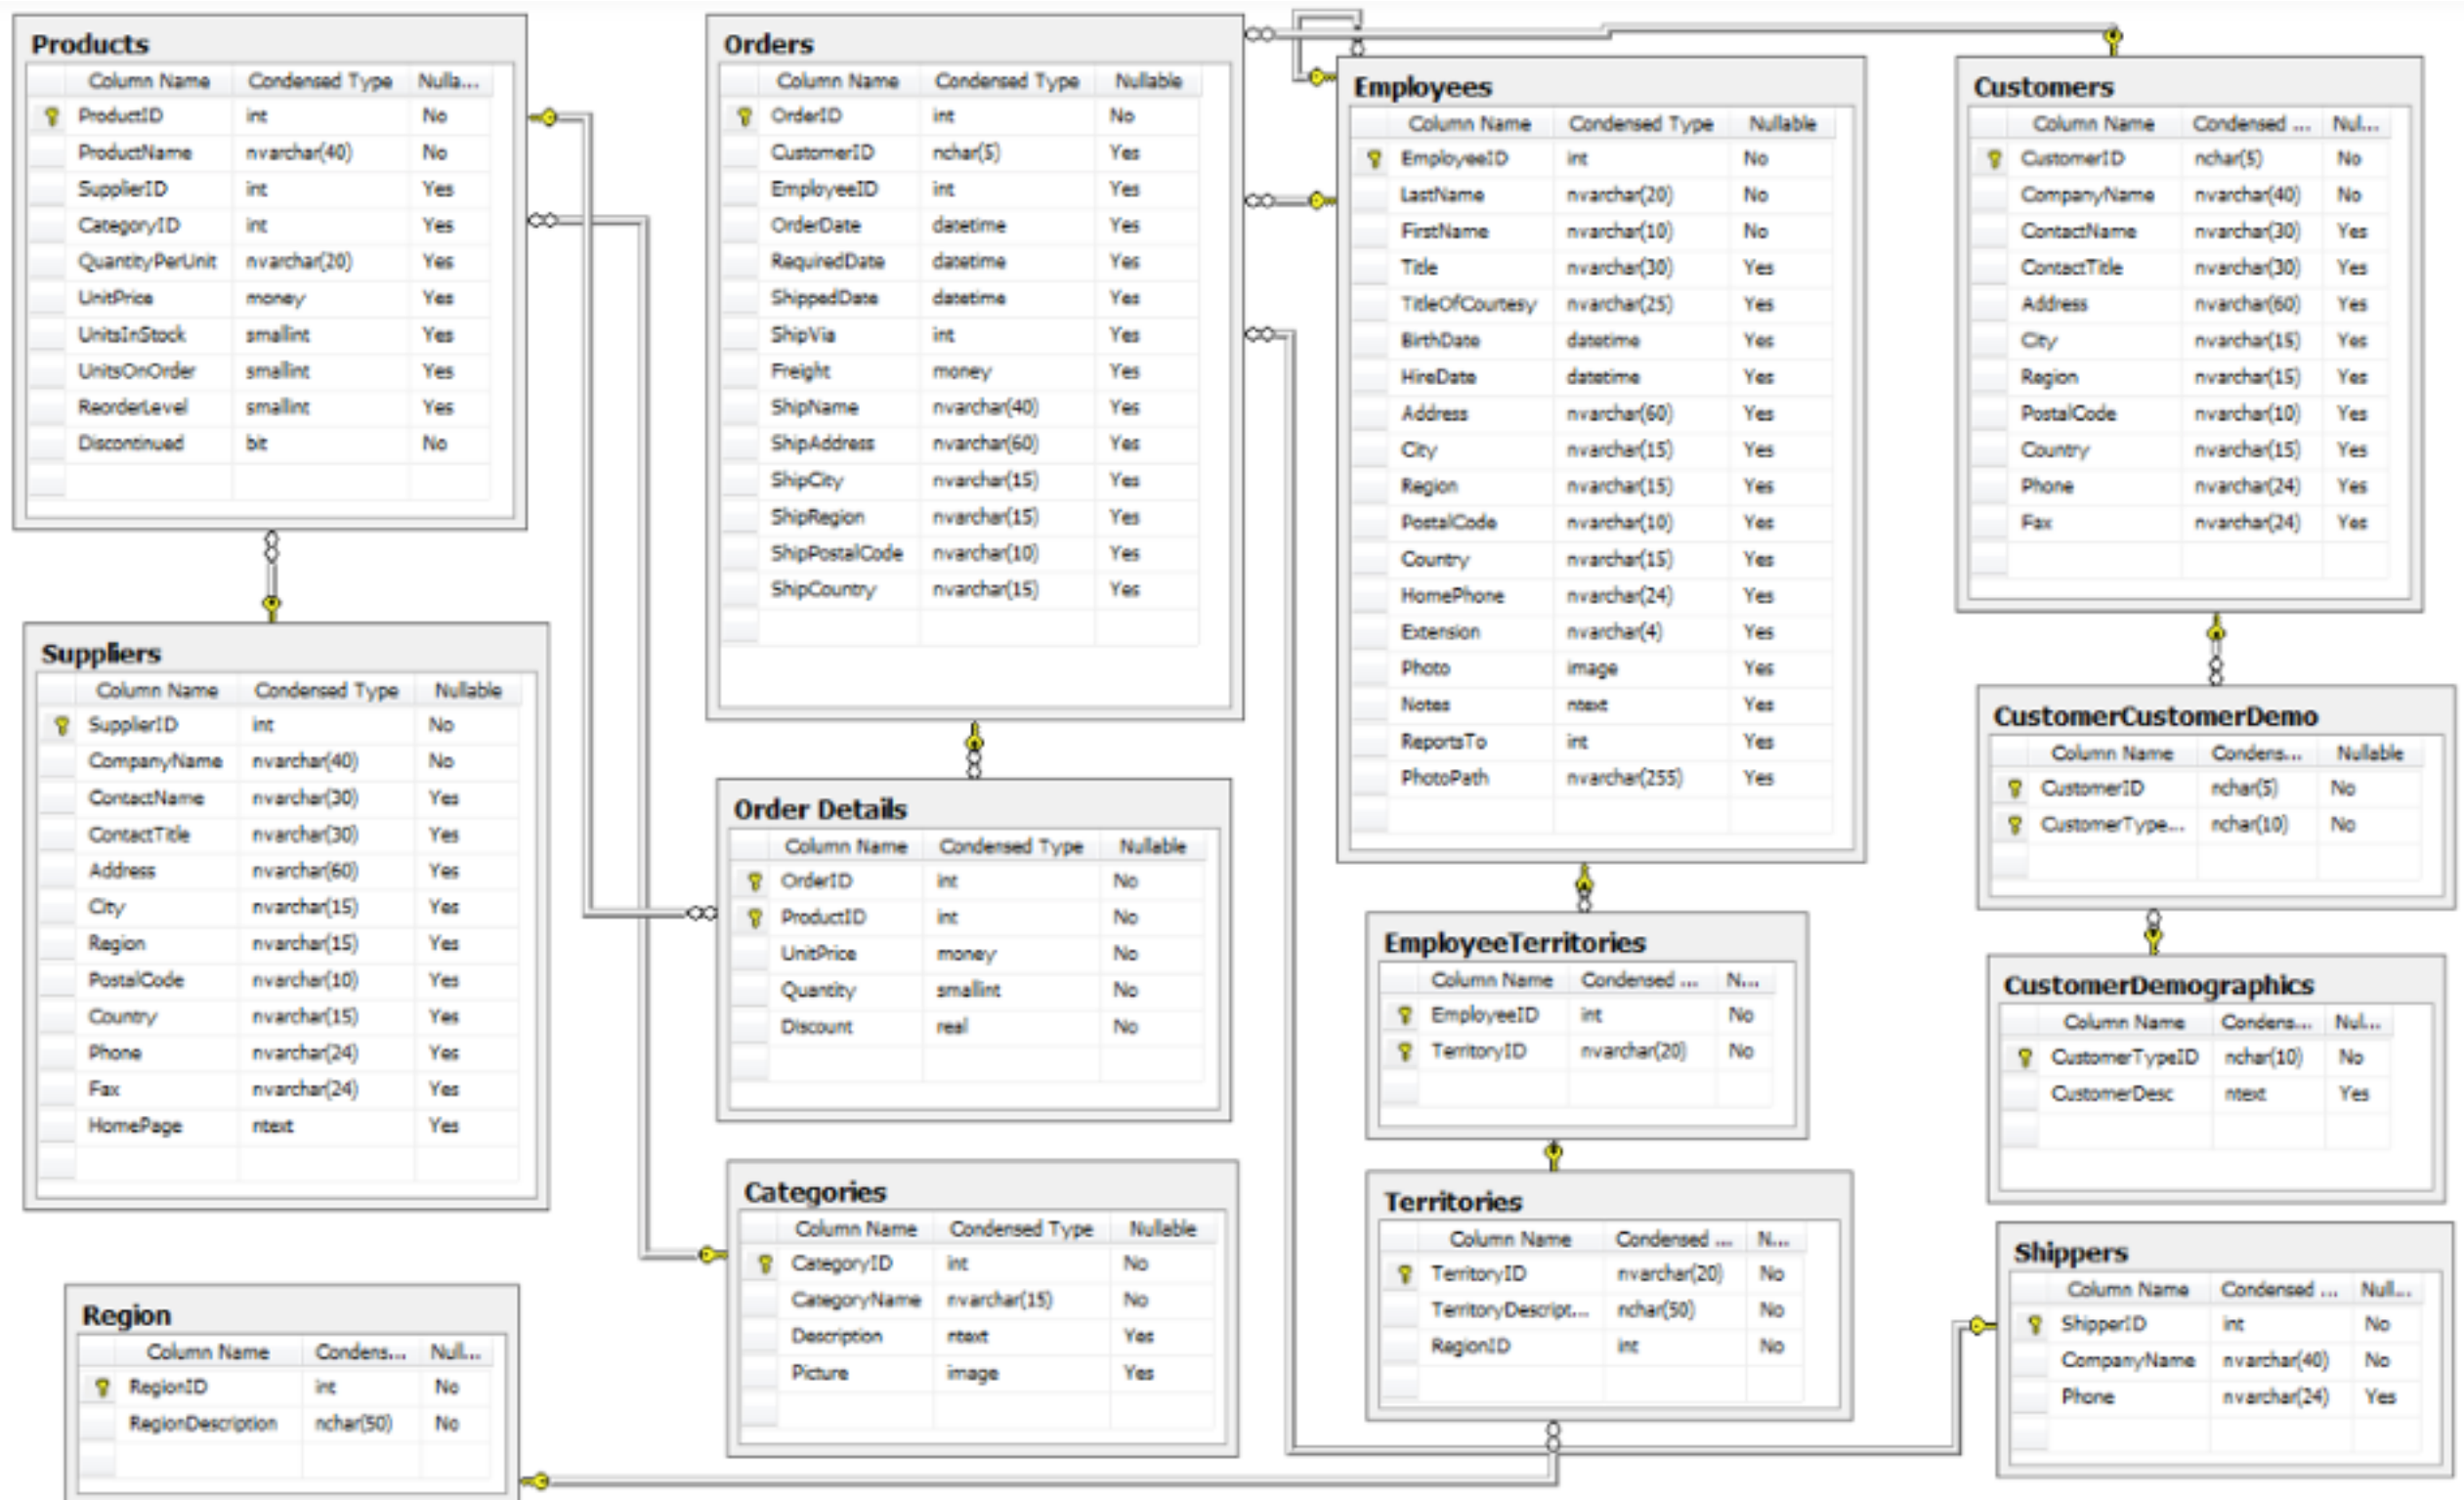 Products
Column Name Condensed Type Nulla...
ProductID int No
ProductName nvarchar(40) No
SupplierID int Yes
CategoryID int Yes
QuantityPerUnit nvarchar(20) Yes
UnitPrice money Yes
UnitsInStock smallint Yes
UnitsOnOrder smallint Yes
ReorderLevel smallint Yes
Discontinued bit No
Suppliers
Column Name Condensed Type Nullable
SupplierID int No
CompanyName nvarchar(40) No
ContactName nvarchar(30) Yes
ContactTitle nvarchar(30) Yes
Address nvarchar(60) Yes
City nvarchar(15) Yes
Region nvarchar(15) Yes
PostalCode nvarchar(10) Yes
Country nvarchar(15) Yes
Phone nvarchar(24) Yes
Fax nvarchar(24) Yes
HomePage ntext Yes
Region
Column Name Condens... Null...
RegionID int No
RegionDescription nchar(50) No
Orders
Column Name Condensed Type Nullable
OrderID int No
CustomerID nchar(5) Yes
EmployeeID int Yes
OrderDate datetime Yes
RequiredDate datetime Yes
ShippedDate datetime Yes
ShipVia int Yes
Freight money Yes
ShipName nvarchar(40) Yes
ShipAddress nvarchar(60) Yes
ShipCity nvarchar(15) Yes
ShipRegion nvarchar(15) Yes
ShipPostalCode nvarchar(10) Yes
ShipCountry nvarchar(15) Yes
Order Details
Column Name Condensed Type Nullable
OrderID int No
ProductID int No
UnitPrice money No
Quantity smallint No
Discount real No
Categories
Column Name Condensed Type Nullable
CategoryID int No
CategoryName nvarchar(15) No
Description ntext Yes
Picture image Yes
Employees
Column Name Condensed Type Nullable
EmployeeID int No
LastName nvarchar(20) No
FirstName nvarchar(10) No
Title nvarchar(30) Yes
TitleOfCourtesy nvarchar(25) Yes
BirthDate datetime Yes
HireDate datetime Yes
Address nvarchar(60) Yes
City nvarchar(15) Yes
Region nvarchar(15) Yes
PostalCode nvarchar(10) Yes
Country nvarchar(15) Yes
HomePhone nvarchar(24) Yes
Extension nvarchar(4) Yes
Photo image Yes
Notes ntext Yes
ReportsTo int Yes
PhotoPath nvarchar(255) Yes
EmployeeTerritories
Column Name Condensed ... N...
EmployeeID int No
TerritoryID nvarchar(20) No
Territories
Column Name Condensed ... N...
TerritoryID nvarchar(20) No
TerritoryDescript... nchar(50) No
RegionID int No
Customers
Column Name Condensed ... Nul...
CustomerID nchar(5) No
CompanyName nvarchar(40) No
ContactName nvarchar(30) Yes
ContactTitle nvarchar(30) Yes
Address nvarchar(60) Yes
City nvarchar(15) Yes
Region nvarchar(15) Yes
PostalCode nvarchar(10) Yes
Country nvarchar(15) Yes
Phone nvarchar(24) Yes
Fax nvarchar(24) Yes
CustomerCustomerDemo
Column Name Condens... Nullable
CustomerID nchar(5) No
CustomerType... nchar(10) No
CustomerDemographics
Column Name Condens... Nul...
CustomerTypeID nchar(10) No
CustomerDesc ntext Yes
Shippers
Column Name Condensed ... Null...
ShipperID int No
CompanyName nvarchar(40) No
Phone nvarchar(24) Yes